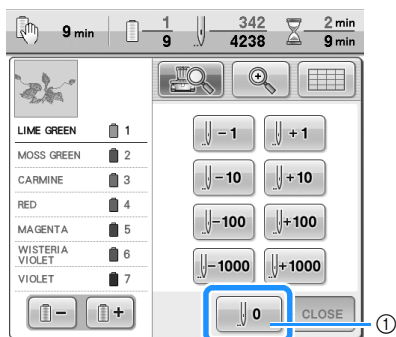 9 min
1
9
342
4238
2 min
9 min
LIME GREEN 1
MOSS GREEN 2
CARMINE 3
RED 4
MAGENTA 5
WISTERIA
VIOLET 6
VIOLET 7
-1
+1
-10
+10
-100
+100
-1000
+1000
-
+
0
CLOSE
①